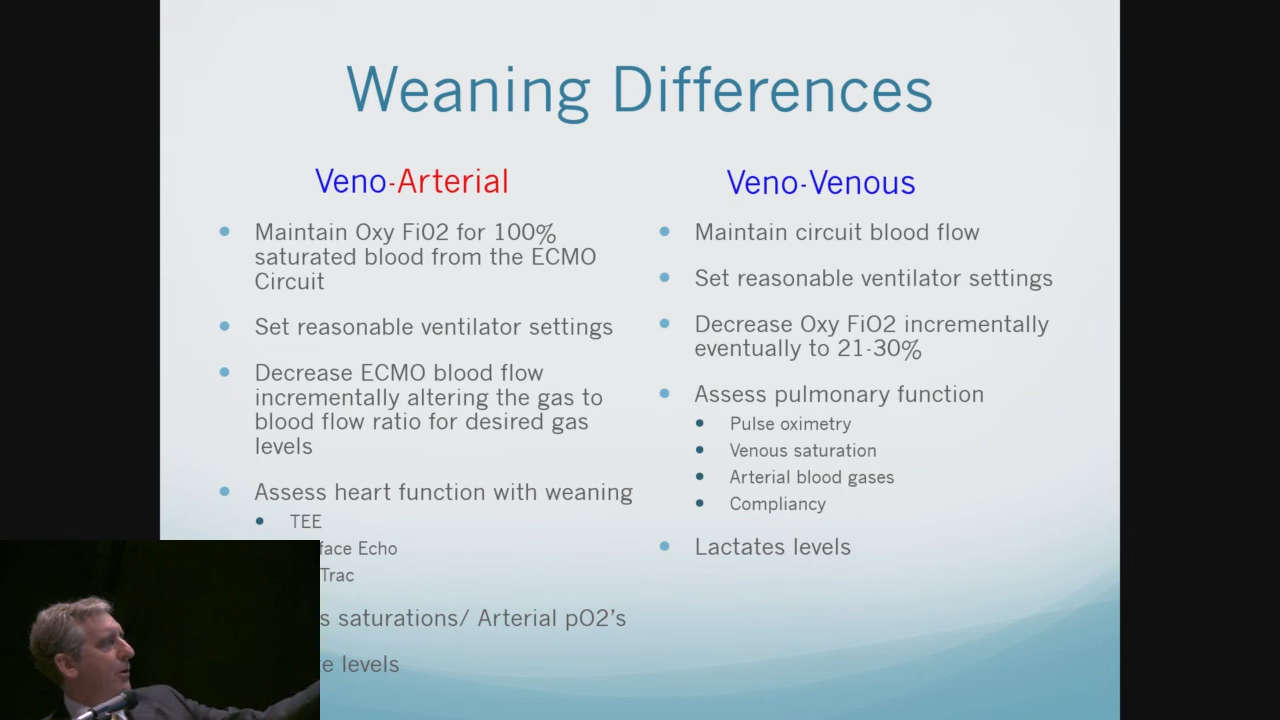 Weaning Differences
Veno-Arterial
Maintain Oxy FiO2 for 100%
saturated blood from the ECMO
Circuit
Set reasonable ventilator settings
Decrease ECMO blood flow
incrementally altering the gas to
blood flow ratio for desired gas
levels
Assess heart function with weaning
TEE
face Echo
Trac
s saturations/ Arterial pO2's
e levels
Veno-Venous
Maintain circuit blood flow
Set reasonable ventilator settings
Decrease Oxy FiO2 incrementally
eventually to 21-30%
Assess pulmonary function
Pulse oximetry
Venous saturation
Arterial blood gases
Compliancy
Lactates levels